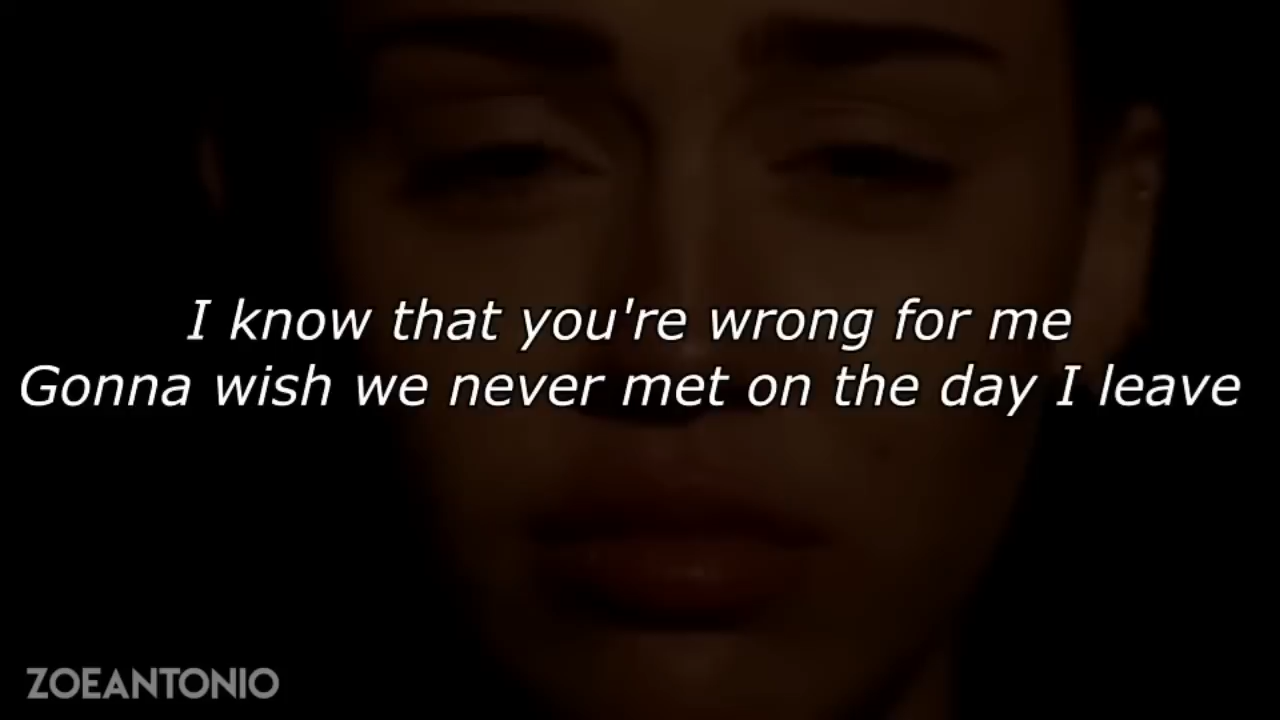 I know that you're wrong for me
Gonna wish we never met on the day I leave
ZOEANTONIO